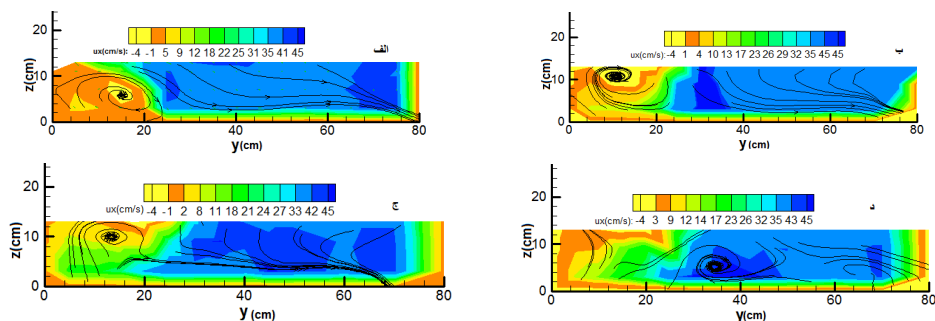 ux(cm/s): -4 -1 5 9 12 18 22 25 31 35 41 45
الف
z(cm)
20
10
0
0 20 40 60 80
y(cm)
ux(cm/s): -4 1 4 10 13 17 23 26 29 32 35 45 45
ب
z(cm)
20
10
0
0 20 40 60 80
y(cm)
ux(cm/s) -4 -1 2 8 11 18 21 24 27 33 42 45
ج
z(cm)
20
10
0
0 20 40 60 80
y(cm)
ux(cm/s): -4 3 9 12 14 17 23 26 32 35 43 45
د
z(cm)
20
10
0
0 20 40 60 80
y(cm)